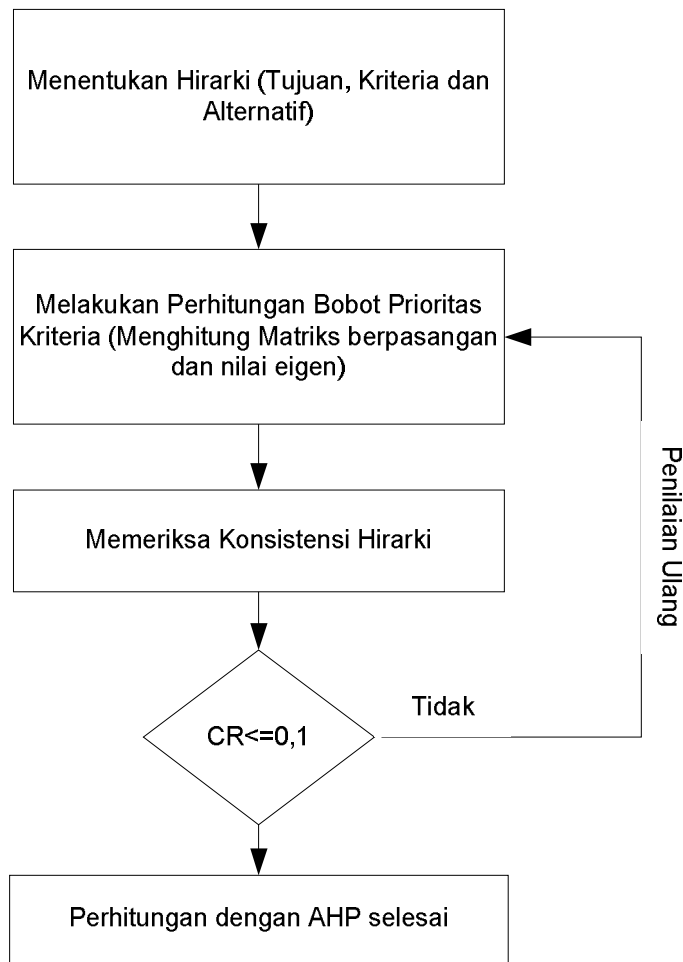 Menentukan Hirarki (Tujuan, Kriteria dan
Alternatif)
Melakukan Perhitungan Bobot Prioritas
Kriteria (Menghitung Matriks berpasangan
dan nilai eigen)
Penilaian Ulang
Memeriksa Konsistensi Hirarki
CR<=0,1
Tidak
Perhitungan dengan AHP selesai